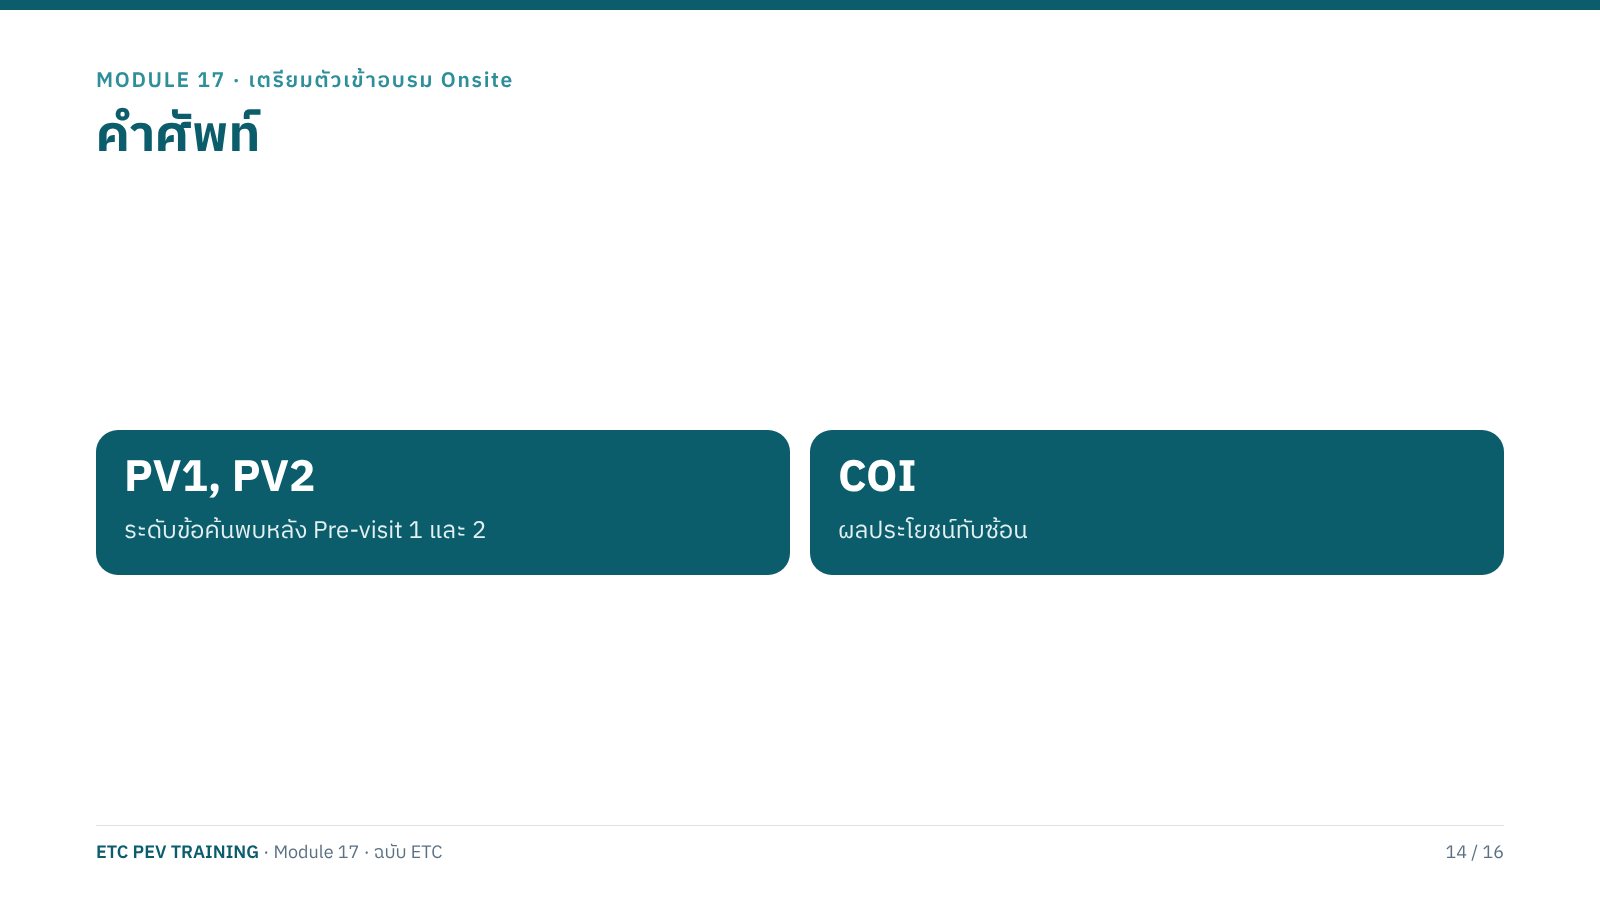 MODULE 17 · เตรียมตัวเข้าอบรม Onsite
คำศัพท์
PV1, PV2
ระดับข้อค้นพบหลัง Pre-visit 1 และ 2
COI
ผลประโยชน์ทับซ้อน
ETC PEV TRAINING · Module 17 · ฉบับ ETC
14 / 16